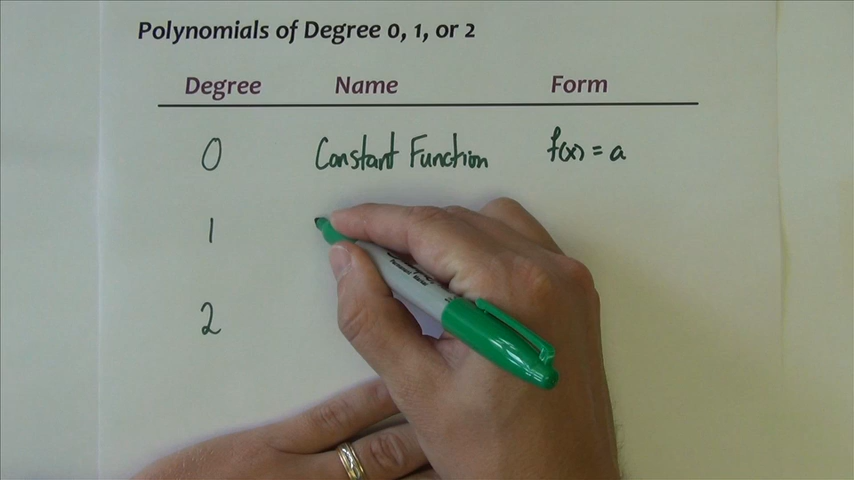 Polynomials of Degree 0, 1, or 2
Degree Name Form
0 Constant Function f(x) = a
1
2